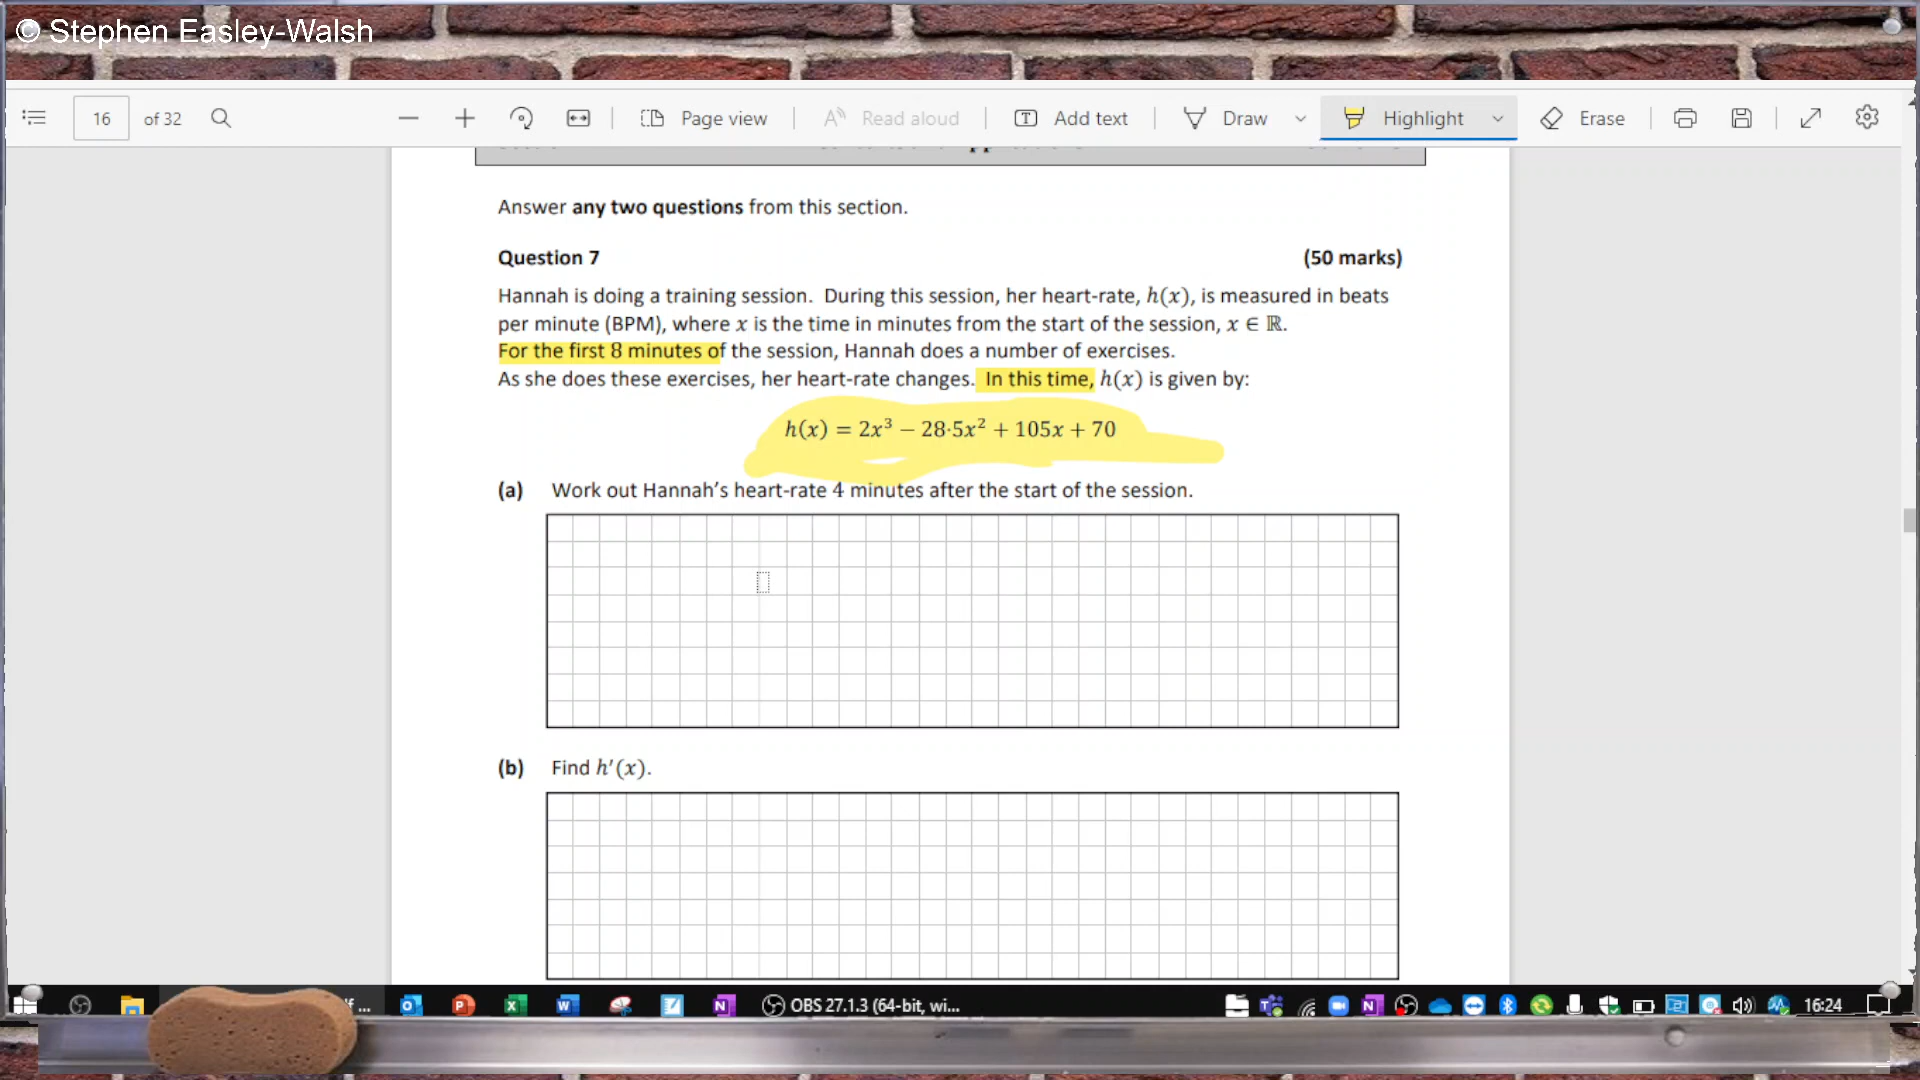 © Stephen Easley-Walsh
16 of 32 Page view Read aloud Add text Draw Highlight Erase
Answer any two questions from this section.
Question 7 (50 marks)
Hannah is doing a training session. During this session, her heart-rate, h(x), is measured in beats
per minute (BPM), where x is the time in minutes from the start of the session, x ∈ ℝ.
For the first 8 minutes of the session, Hannah does a number of exercises.
As she does these exercises, her heart-rate changes. In this time, h(x) is given by:
h(x) = 2x³ − 28·5x² + 105x + 70
(a) Work out Hannah's heart-rate 4 minutes after the start of the session.
(b) Find h′(x).
OBS 27.1.3 (64-bit, wi... 16:24